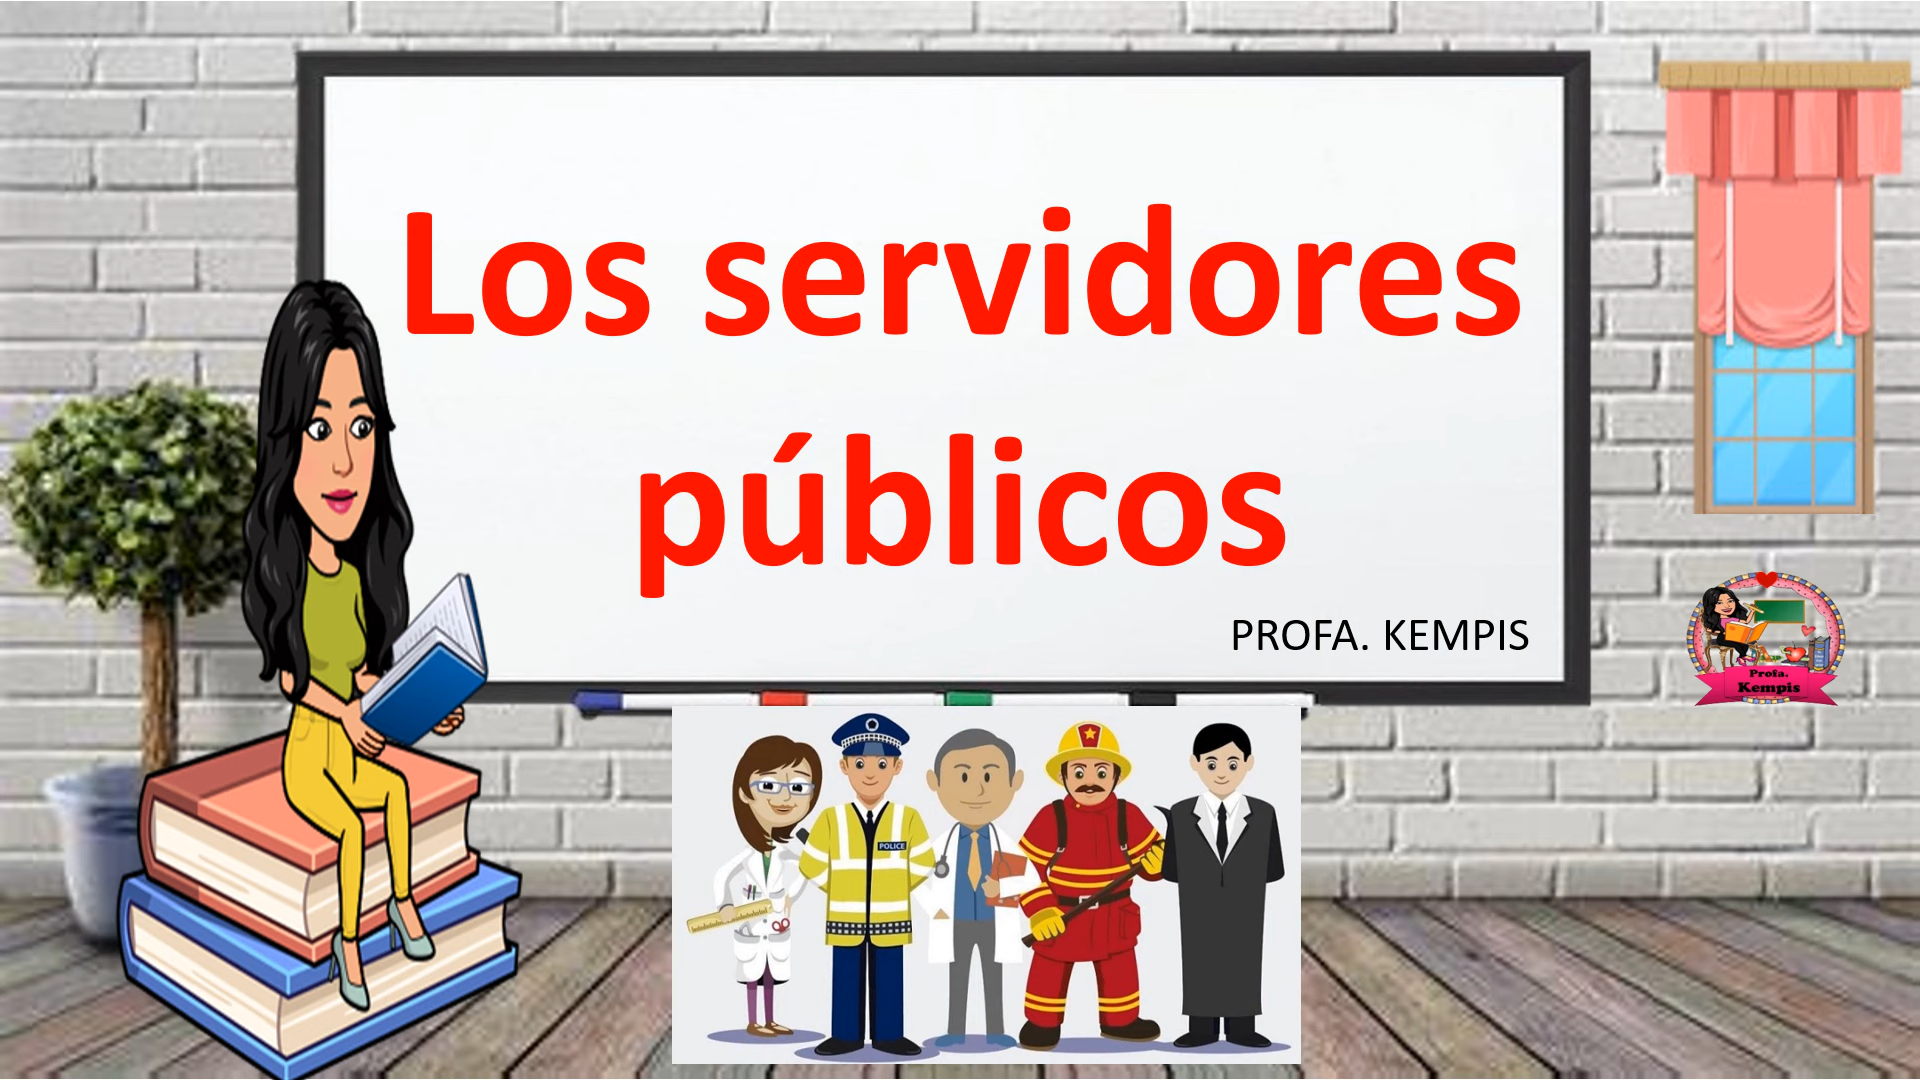 Los servidores
públicos
PROFA. KEMPIS
Profa.
Kempis
POLICE